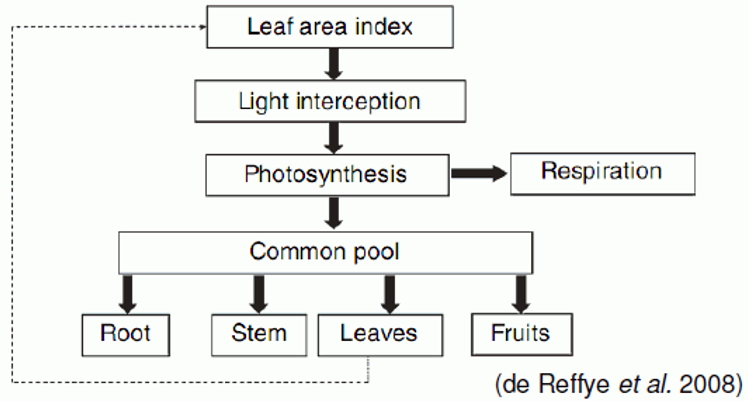 Leaf area index
Light interception
Photosynthesis
Respiration
Common pool
Root
Stem
Leaves
Fruits
(de Reffye et al. 2008)